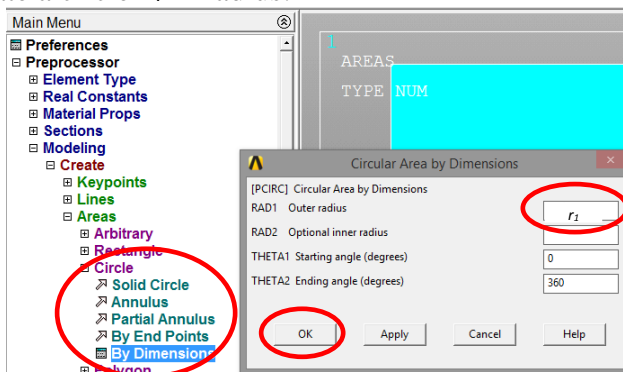 Main Menu
Preferences
Preprocessor
Element Type
Real Constants
Material Props
Sections
Modeling
Create
Keypoints
Lines
Areas
Arbitrary
Rectangle
Circle
Solid Circle
Annulus
Partial Annulus
By End Points
By Dimensions
Polygon
1
AREAS
TYPE NUM
Circular Area by Dimensions
[PCIRC] Circular Area by Dimensions
RAD1 Outer radius
r₁
RAD2 Optional inner radius
THETA1 Starting angle (degrees)
0
THETA2 Ending angle (degrees)
360
OK
Apply
Cancel
Help